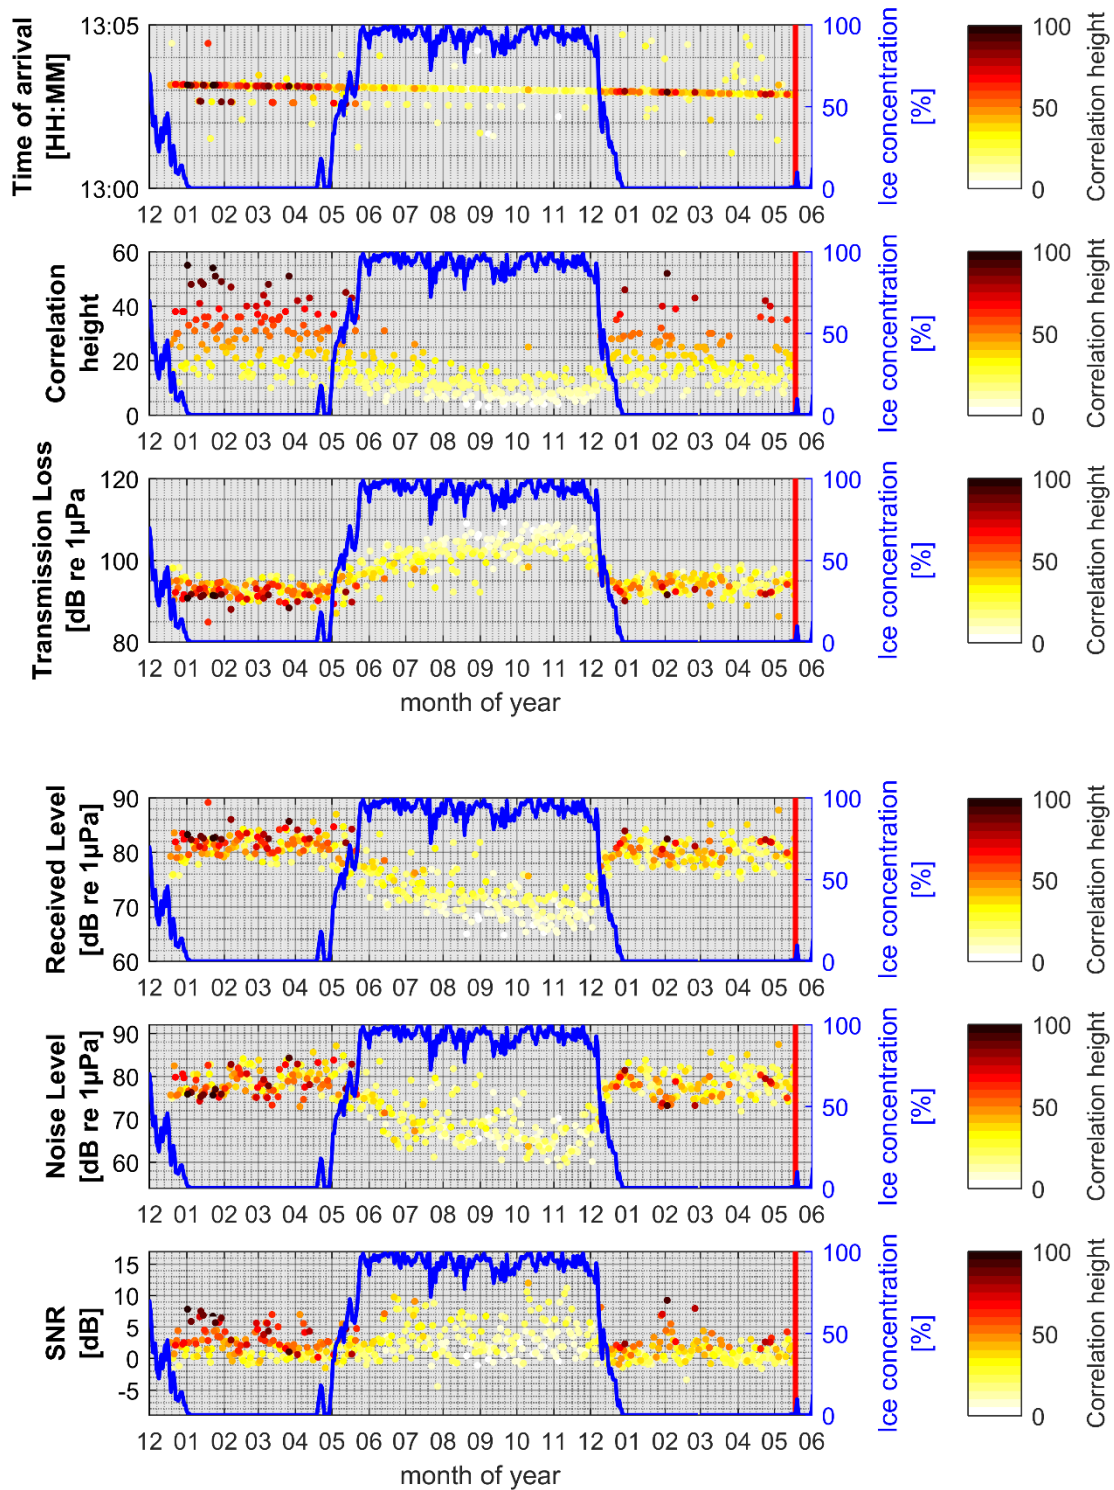 Time of arrival
[HH:MM]
13:05
13:00
100
50
0
Ice concentration
[%]
100
50
0
Correlation height
12 01 02 03 04 05 06 07 08 09 10 12 01 02 03 04 05 06
Correlation
height
60
40
20
0
100
50
0
Ice concentration
[%]
100
50
0
Correlation height
12 01 02 03 04 05 06 07 08 09 10 12 01 02 03 04 05 06
Transmission Loss
[dB re 1µPa
120
100
80
100
50
0
Ice concentration
[%]
100
50
0
Correlation height
12 01 02 03 04 05 06 07 08 09 10 12 01 02 03 04 05 06
month of year
Received Level
[dB re 1µPa]
90
80
70
60
100
50
0
Ice concentration
[%]
100
50
0
Correlation height
12 01 02 03 04 05 06 07 08 09 10 12 01 02 03 04 05 06
Noise Level
[dB re 1µPa]
90
80
70
60
100
50
0
Ice concentration
[%]
100
50
0
Correlation height
12 01 02 03 04 05 06 07 08 09 10 12 01 02 03 04 05 06
SNR
[dB]
15
10
5
0
-5
100
50
0
Ice concentration
[%]
100
50
0
Correlation height
12 01 02 03 04 05 06 07 08 09 10 12 01 02 03 04 05 06
month of year